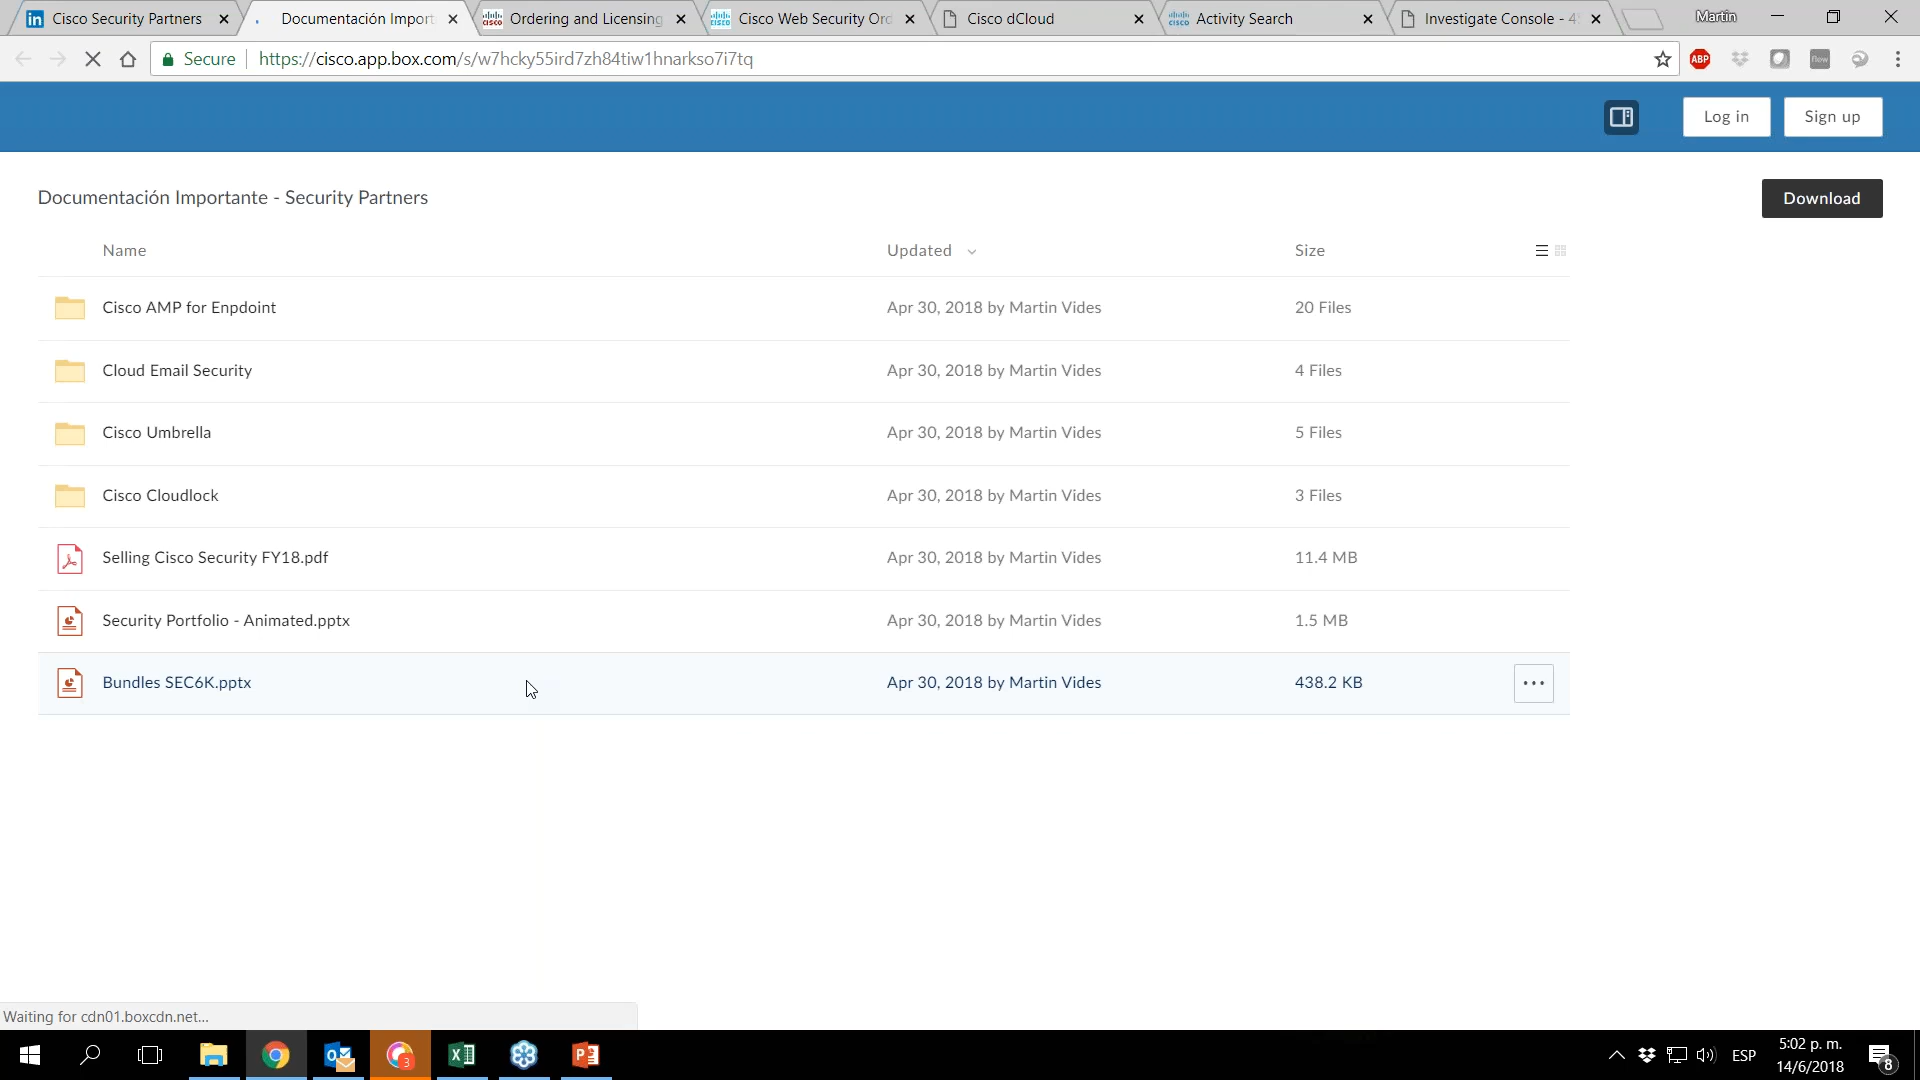 Cisco Security Partners
Documentación Import
Ordering and Licensing
Cisco Web Security Ord
Cisco dCloud
Activity Search
Investigate Console - 4
Martin
Secure
https://cisco.app.box.com/s/w7hcky55ird7zh84tiw1hnarkso7i7tq
ABP
flow
Log in
Sign up
Documentación Importante - Security Partners
Download
Name Updated Size
Cisco AMP for Enpdoint Apr 30, 2018 by Martin Vides 20 Files
Cloud Email Security Apr 30, 2018 by Martin Vides 4 Files
Cisco Umbrella Apr 30, 2018 by Martin Vides 5 Files
Cisco Cloudlock Apr 30, 2018 by Martin Vides 3 Files
Selling Cisco Security FY18.pdf Apr 30, 2018 by Martin Vides 11.4 MB
Security Portfolio - Animated.pptx Apr 30, 2018 by Martin Vides 1.5 MB
Bundles SEC6K.pptx Apr 30, 2018 by Martin Vides 438.2 KB
Waiting for cdn01.boxcdn.net...
3
ESP
5:02 p. m.
14/6/2018
8